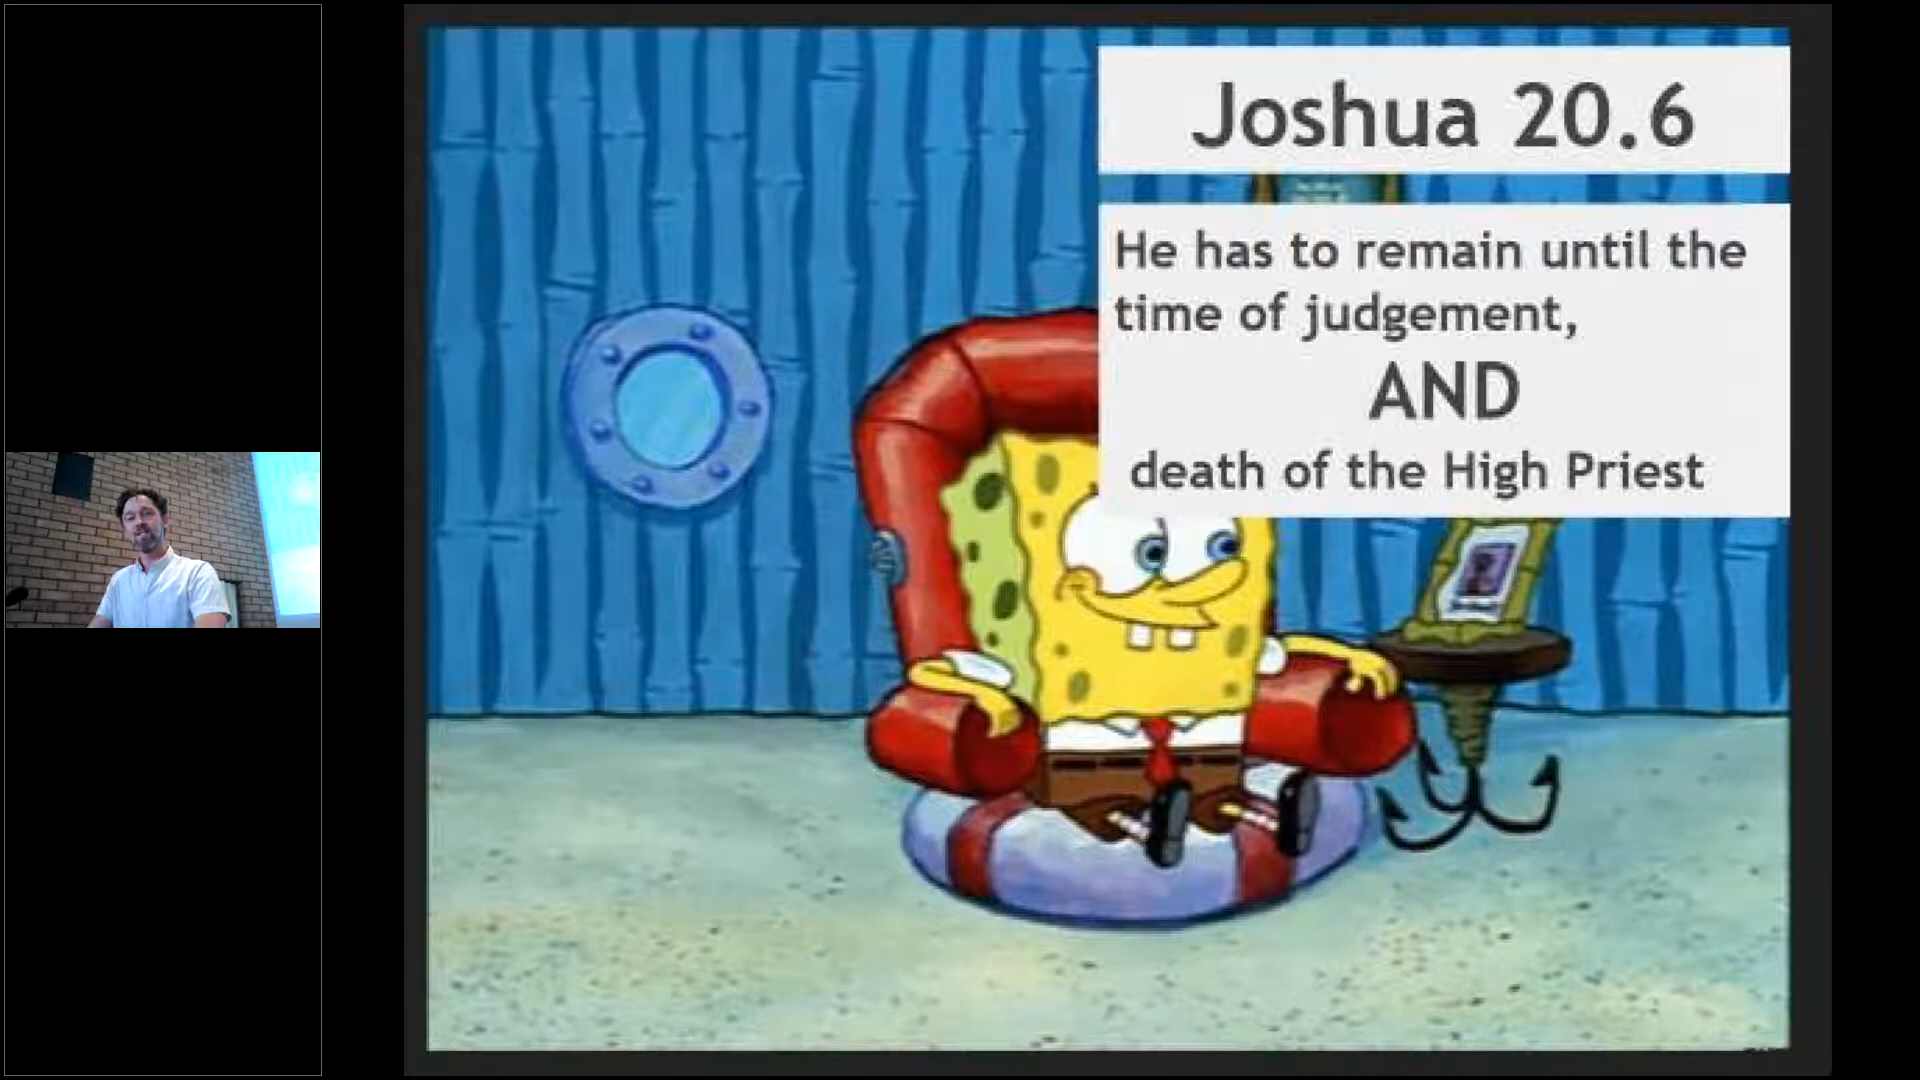 Joshua 20.6
He has to remain until the
time of judgement,
AND
death of the High Priest